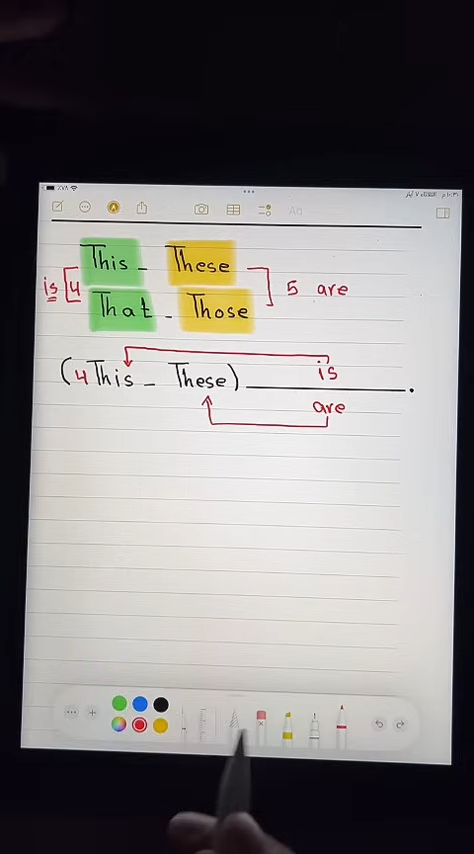 This - These
is [ 4 ] 5 are
That - Those
is
(4 This - These) ________ .
are